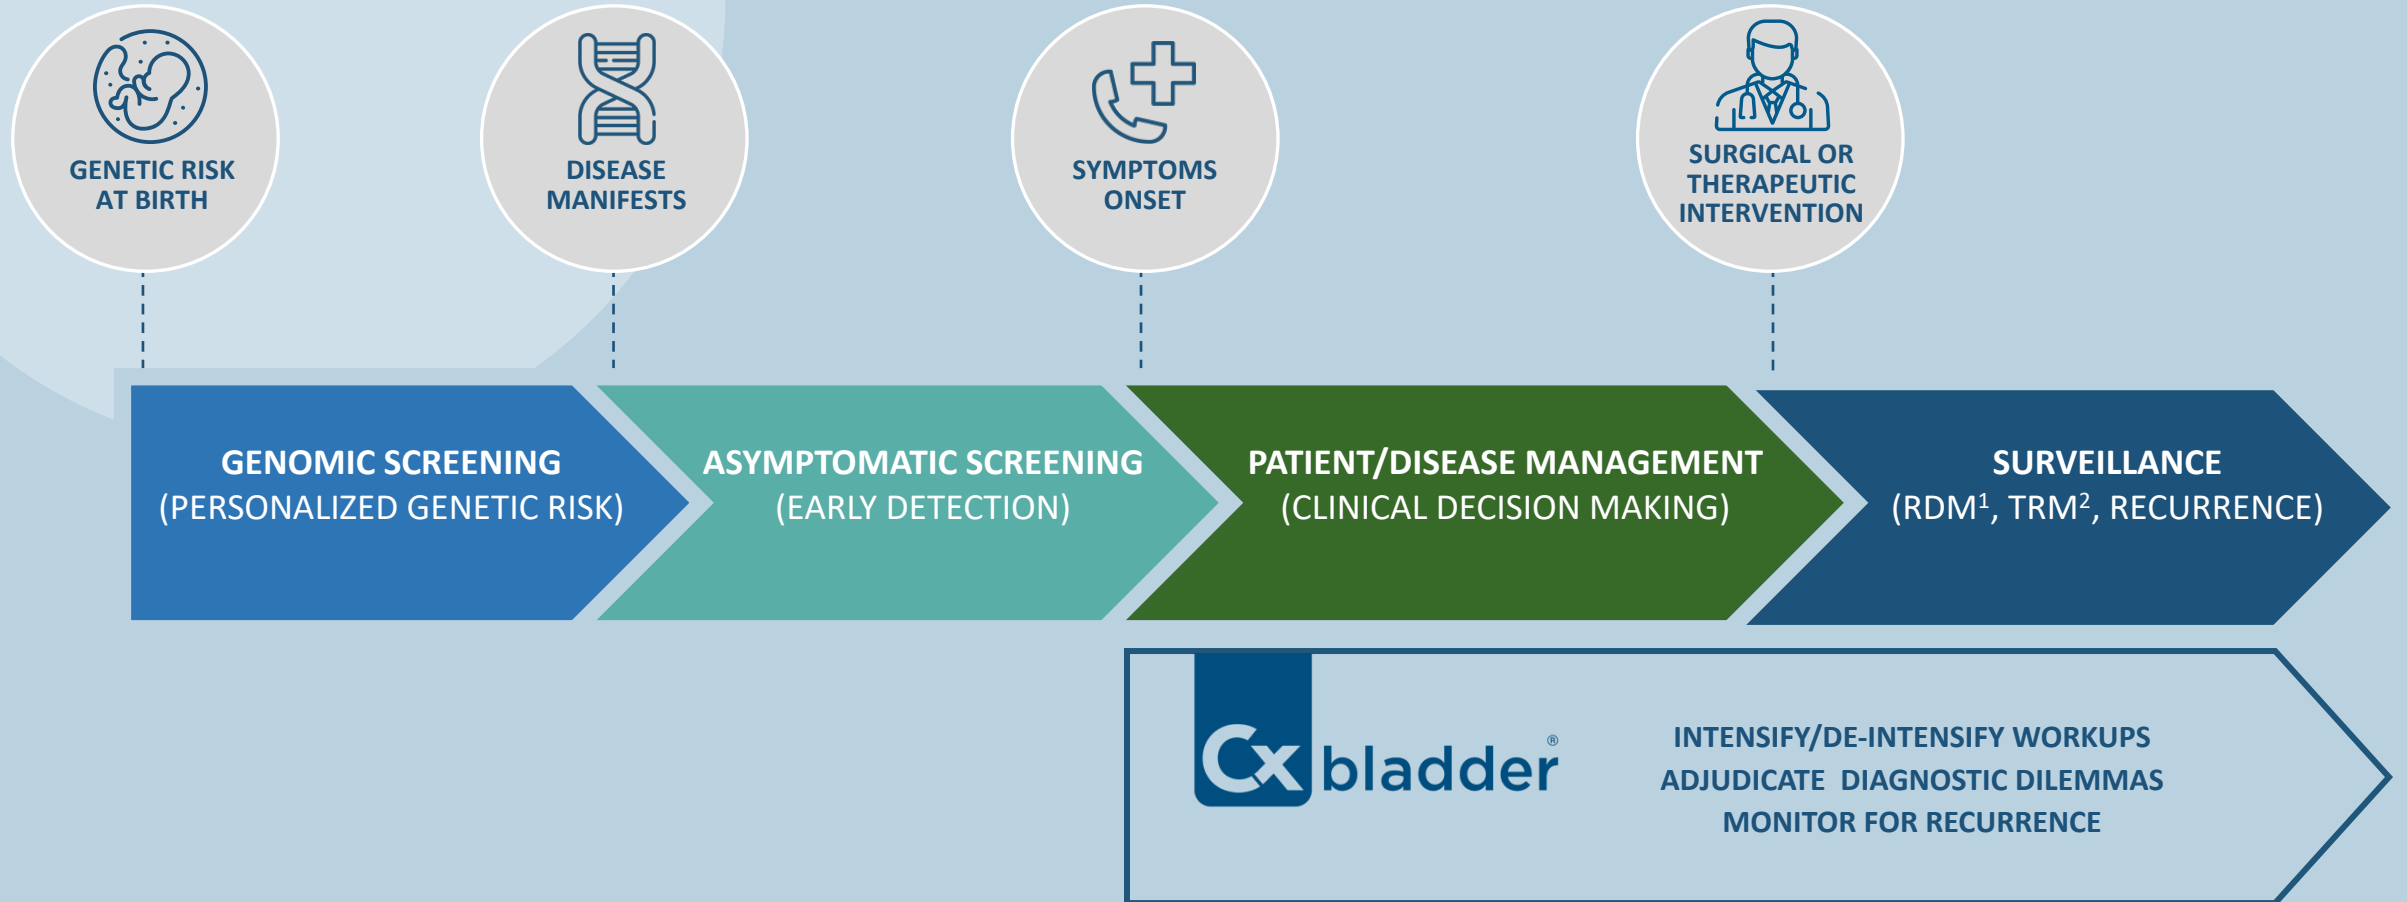 GENETIC RISK
AT BIRTH
DISEASE
MANIFESTS
SYMPTOMS
ONSET
SURGICAL OR
THERAPEUTIC
INTERVENTION
GENOMIC SCREENING
(PERSONALIZED GENETIC RISK)
ASYMPTOMATIC SCREENING
(EARLY DETECTION)
PATIENT/DISEASE MANAGEMENT
(CLINICAL DECISION MAKING)
SURVEILLANCE
(RDM¹, TRM², RECURRENCE)
Cxbladder®
INTENSIFY/DE-INTENSIFY WORKUPS
ADJUDICATE DIAGNOSTIC DILEMMAS
MONITOR FOR RECURRENCE